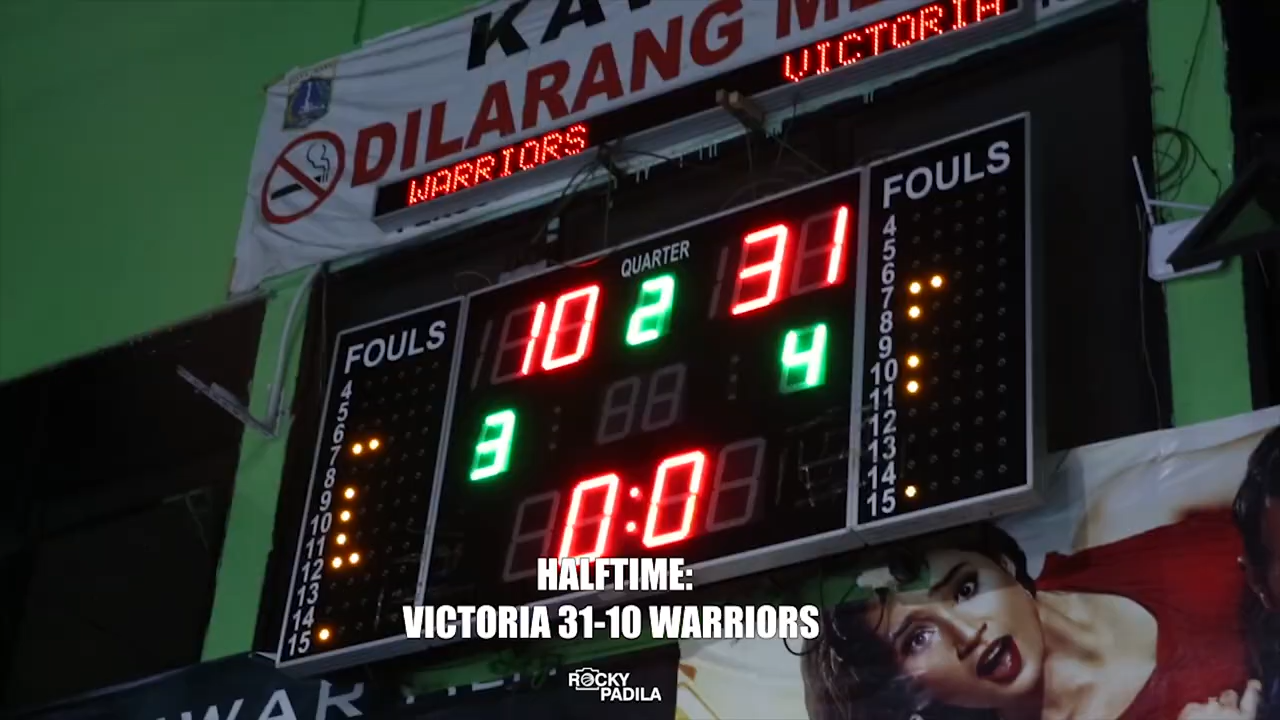 KAW
DILARANG ME
VICTORIA
WARRIORS
FOULS
4
5
6
7
8
9
10
11
12
13
14
15
QUARTER
10
2
31
3
4
0:0
FOULS
4
5
6
7
8
9
10
11
12
13
14
15
HALFTIME:
VICTORIA 31-10 WARRIORS
ROCKY
PADILA